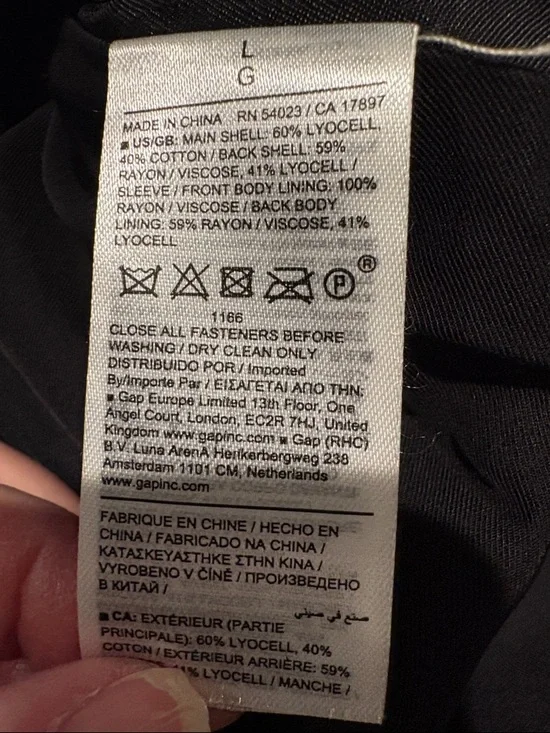 L
G
MADE IN CHINA RN 54023 / CA 17897
■ US/GB: MAIN SHELL: 60% LYOCELL,
40% COTTON / BACK SHELL: 59%
RAYON / VISCOSE, 41% LYOCELL /
SLEEVE / FRONT BODY LINING: 100%
RAYON / VISCOSE / BACK BODY
LINING: 59% RAYON / VISCOSE, 41%
LYOCELL
P ®
1166
CLOSE ALL FASTENERS BEFORE
WASHING / DRY CLEAN ONLY
DISTRIBUIDO POR / Imported
By/Importe Par / ΕΙΣΑΓΕΤΑΙ ΑΠΟ ΤΗΝ:
■ Gap Europe Limited 13th Floor, One
Angel Court, London, EC2R 7HJ, United
Kingdom www.gapinc.com ■ Gap (RHC)
B.V. Luna ArenA Herikerbergweg 238
Amsterdam 1101 CM, Netherlands
www.gapinc.com
FABRIQUE EN CHINE / HECHO EN
CHINA / FABRICADO NA CHINA /
ΚΑΤΑΣΚΕΥΑΣΤΗΚΕ ΣΤΗΝ ΚΙΝΑ /
VYROBENO V ČÍNĚ / ПРОИЗВЕДЕНО
В КИТАЙ /
صنع في صيني
■ CA: EXTÉRIEUR (PARTIE
PRINCIPALE): 60% LYOCELL, 40%
COTON / EXTÉRIEUR ARRIÈRE: 59%
LYOCELL / MANCHE /